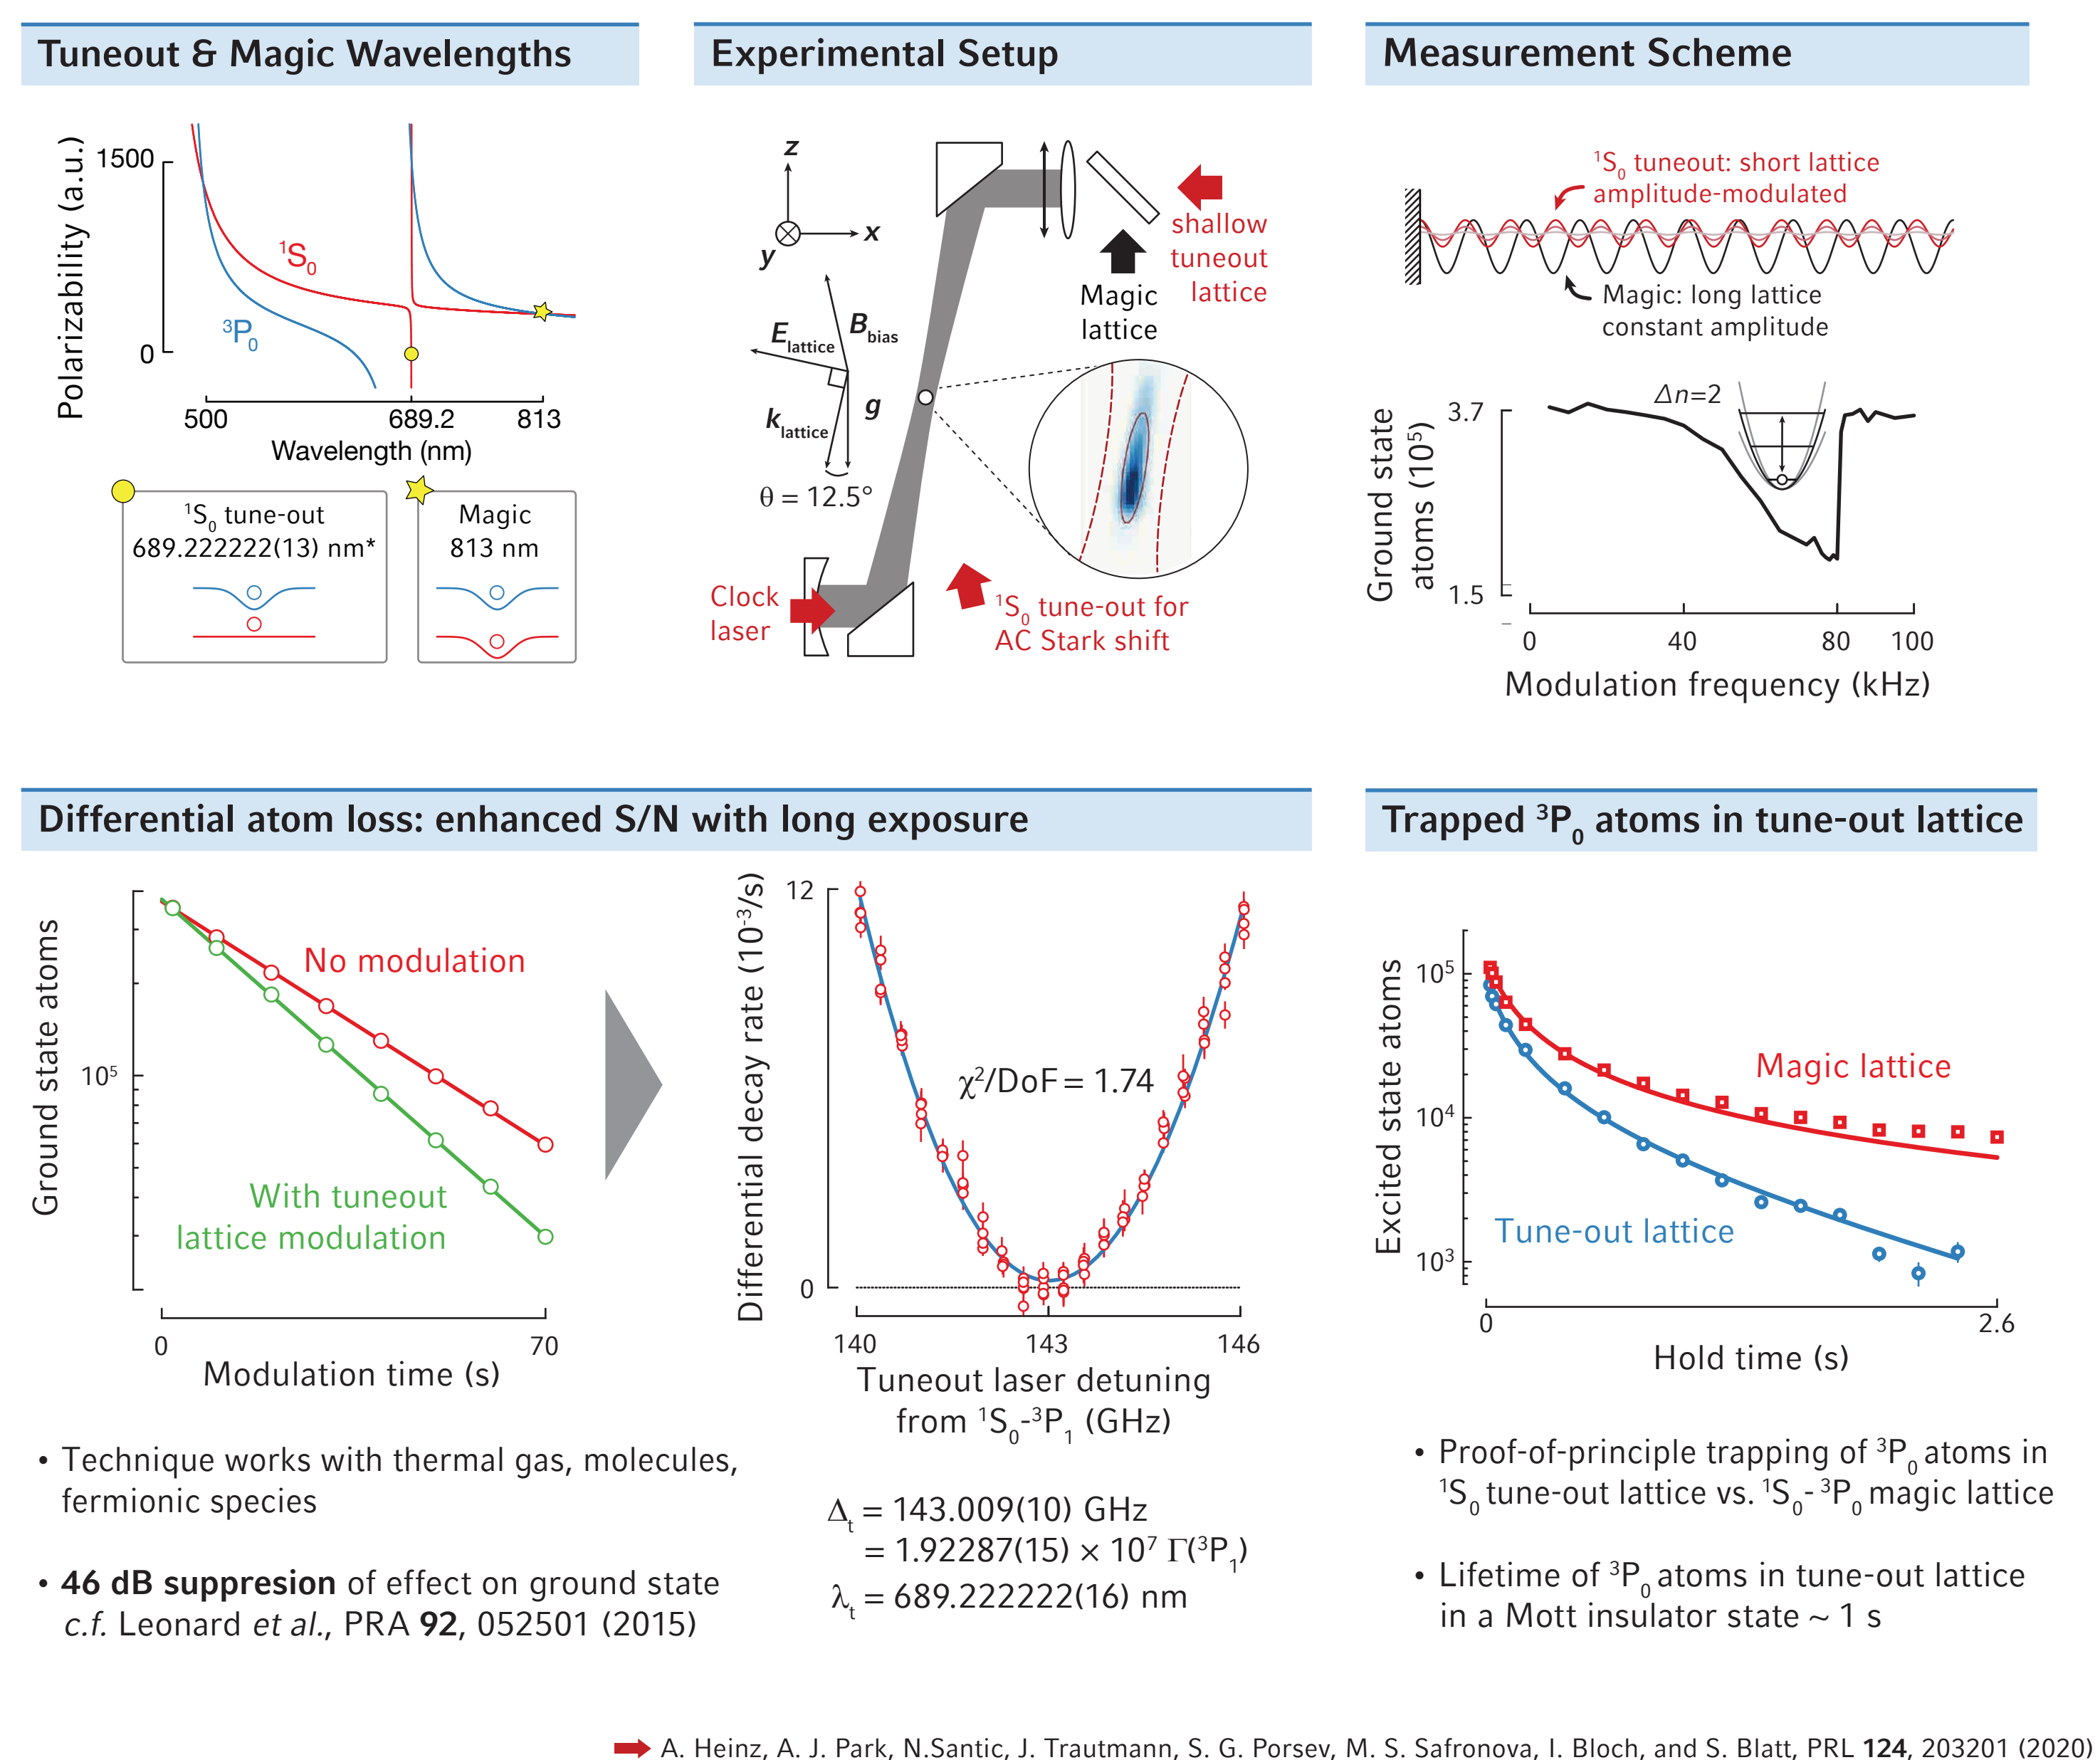 Tuneout & Magic Wavelengths
Polarizability (a.u.)
1500
0
¹S₀
³P₀
500
689.2
813
Wavelength (nm)
¹S₀ tune-out
689.222222(13) nm*
Magic
813 nm
Experimental Setup
z
x
y
B bias
E lattice
k lattice
g
θ = 12.5°
shallow
tuneout
lattice
Magic
lattice
Clock
laser
¹S₀ tune-out for
AC Stark shift
Measurement Scheme
¹S₀ tuneout: short lattice
amplitude-modulated
Magic: long lattice
constant amplitude
Ground state
atoms (10⁵)
3.7
1.5
Δn=2
0
40
80
100
Modulation frequency (kHz)
Differential atom loss: enhanced S/N with long exposure
Ground state atoms
10⁵
No modulation
With tuneout
lattice modulation
0
70
Modulation time (s)
Differential decay rate (10⁻³/s)
12
0
χ²/DoF = 1.74
140
143
146
Tuneout laser detuning
from ¹S₀-³P₁ (GHz)
• Technique works with thermal gas, molecules,
fermionic species
• 46 dB suppresion of effect on ground state
c.f. Leonard et al., PRA 92, 052501 (2015)
Δₜ = 143.009(10) GHz
= 1.92287(15) × 10⁷ Γ(³P₁)
λₜ = 689.222222(16) nm
Trapped ³P₀ atoms in tune-out lattice
Excited state atoms
10⁵
10⁴
10³
Magic lattice
Tune-out lattice
0
2.6
Hold time (s)
• Proof-of-principle trapping of ³P₀ atoms in
¹S₀ tune-out lattice vs. ¹S₀- ³P₀ magic lattice
• Lifetime of ³P₀ atoms in tune-out lattice
in a Mott insulator state ~ 1 s
A. Heinz, A. J. Park, N.Santic, J. Trautmann, S. G. Porsev, M. S. Safronova, I. Bloch, and S. Blatt, PRL 124, 203201 (2020)